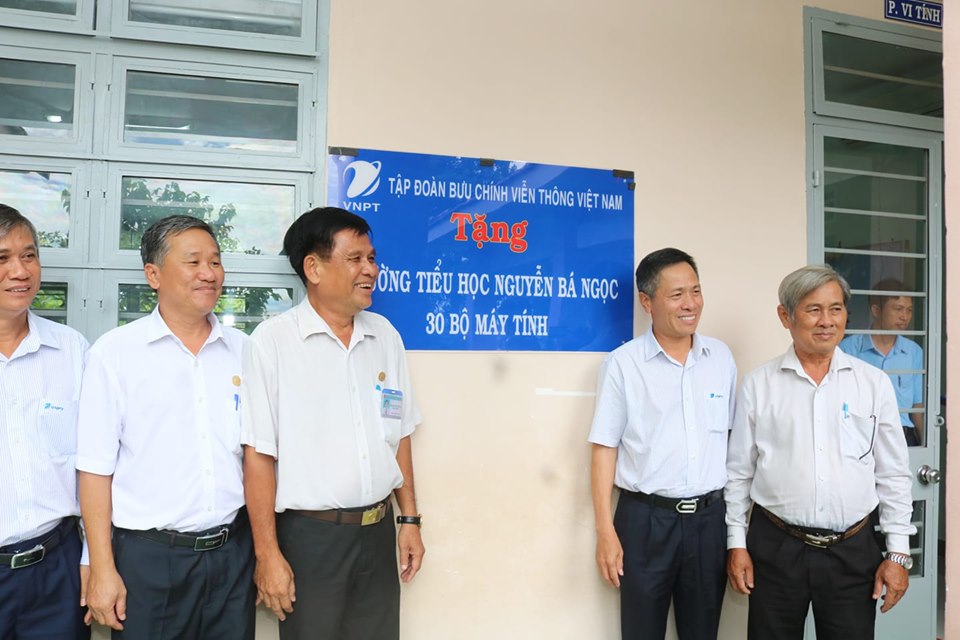 P. VI TÍNH
VNPT
TẬP ĐOÀN BƯU CHÍNH VIỄN THÔNG VIỆT NAM
Tặng
ƯỜNG TIỂU HỌC NGUYỄN BÁ NGỌC
30 BỘ MÁY TÍNH